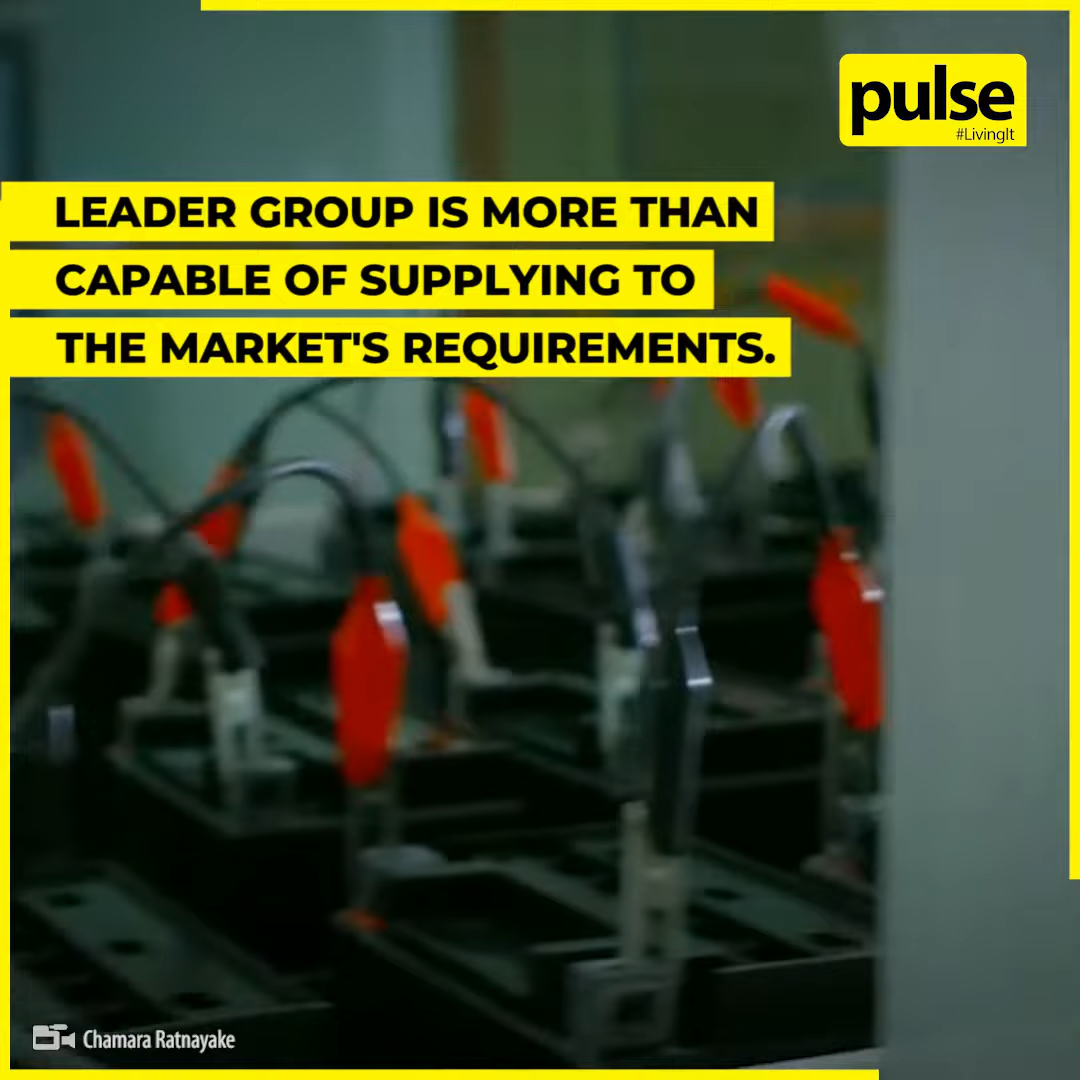 pulse
#LivingIt
LEADER GROUP IS MORE THAN
CAPABLE OF SUPPLYING TO
THE MARKET'S REQUIREMENTS.
Chamara Ratnayake